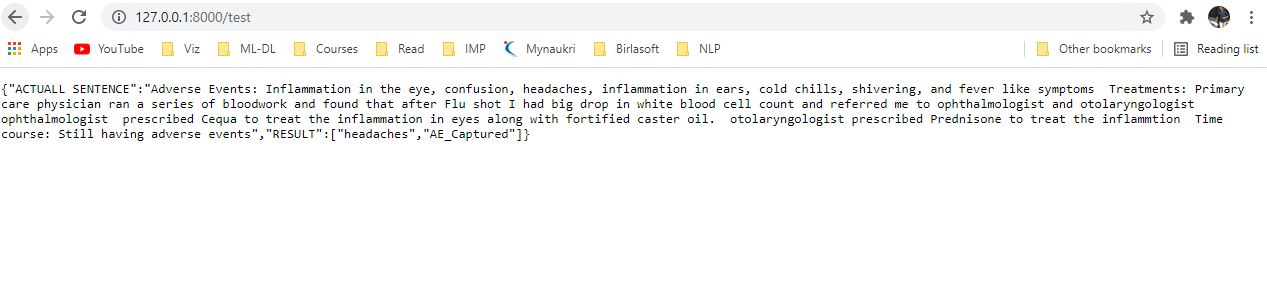 127.0.0.1:8000/test
Apps YouTube Viz ML-DL Courses Read IMP Mynaukri Birlasoft NLP Other bookmarks Reading list
{"ACTUALL SENTENCE":"Adverse Events: Inflammation in the eye, confusion, headaches, inflammation in ears, cold chills, shivering, and fever like symptoms  Treatments: Primary
care physician ran a series of bloodwork and found that after Flu shot I had big drop in white blood cell count and referred me to ophthalmologist and otolaryngologist
ophthalmologist  prescribed Cequa to treat the inflammation in eyes along with fortified caster oil.  otolaryngologist prescribed Prednisone to treat the inflammtion  Time
course: Still having adverse events","RESULT":["headaches","AE_Captured"]}